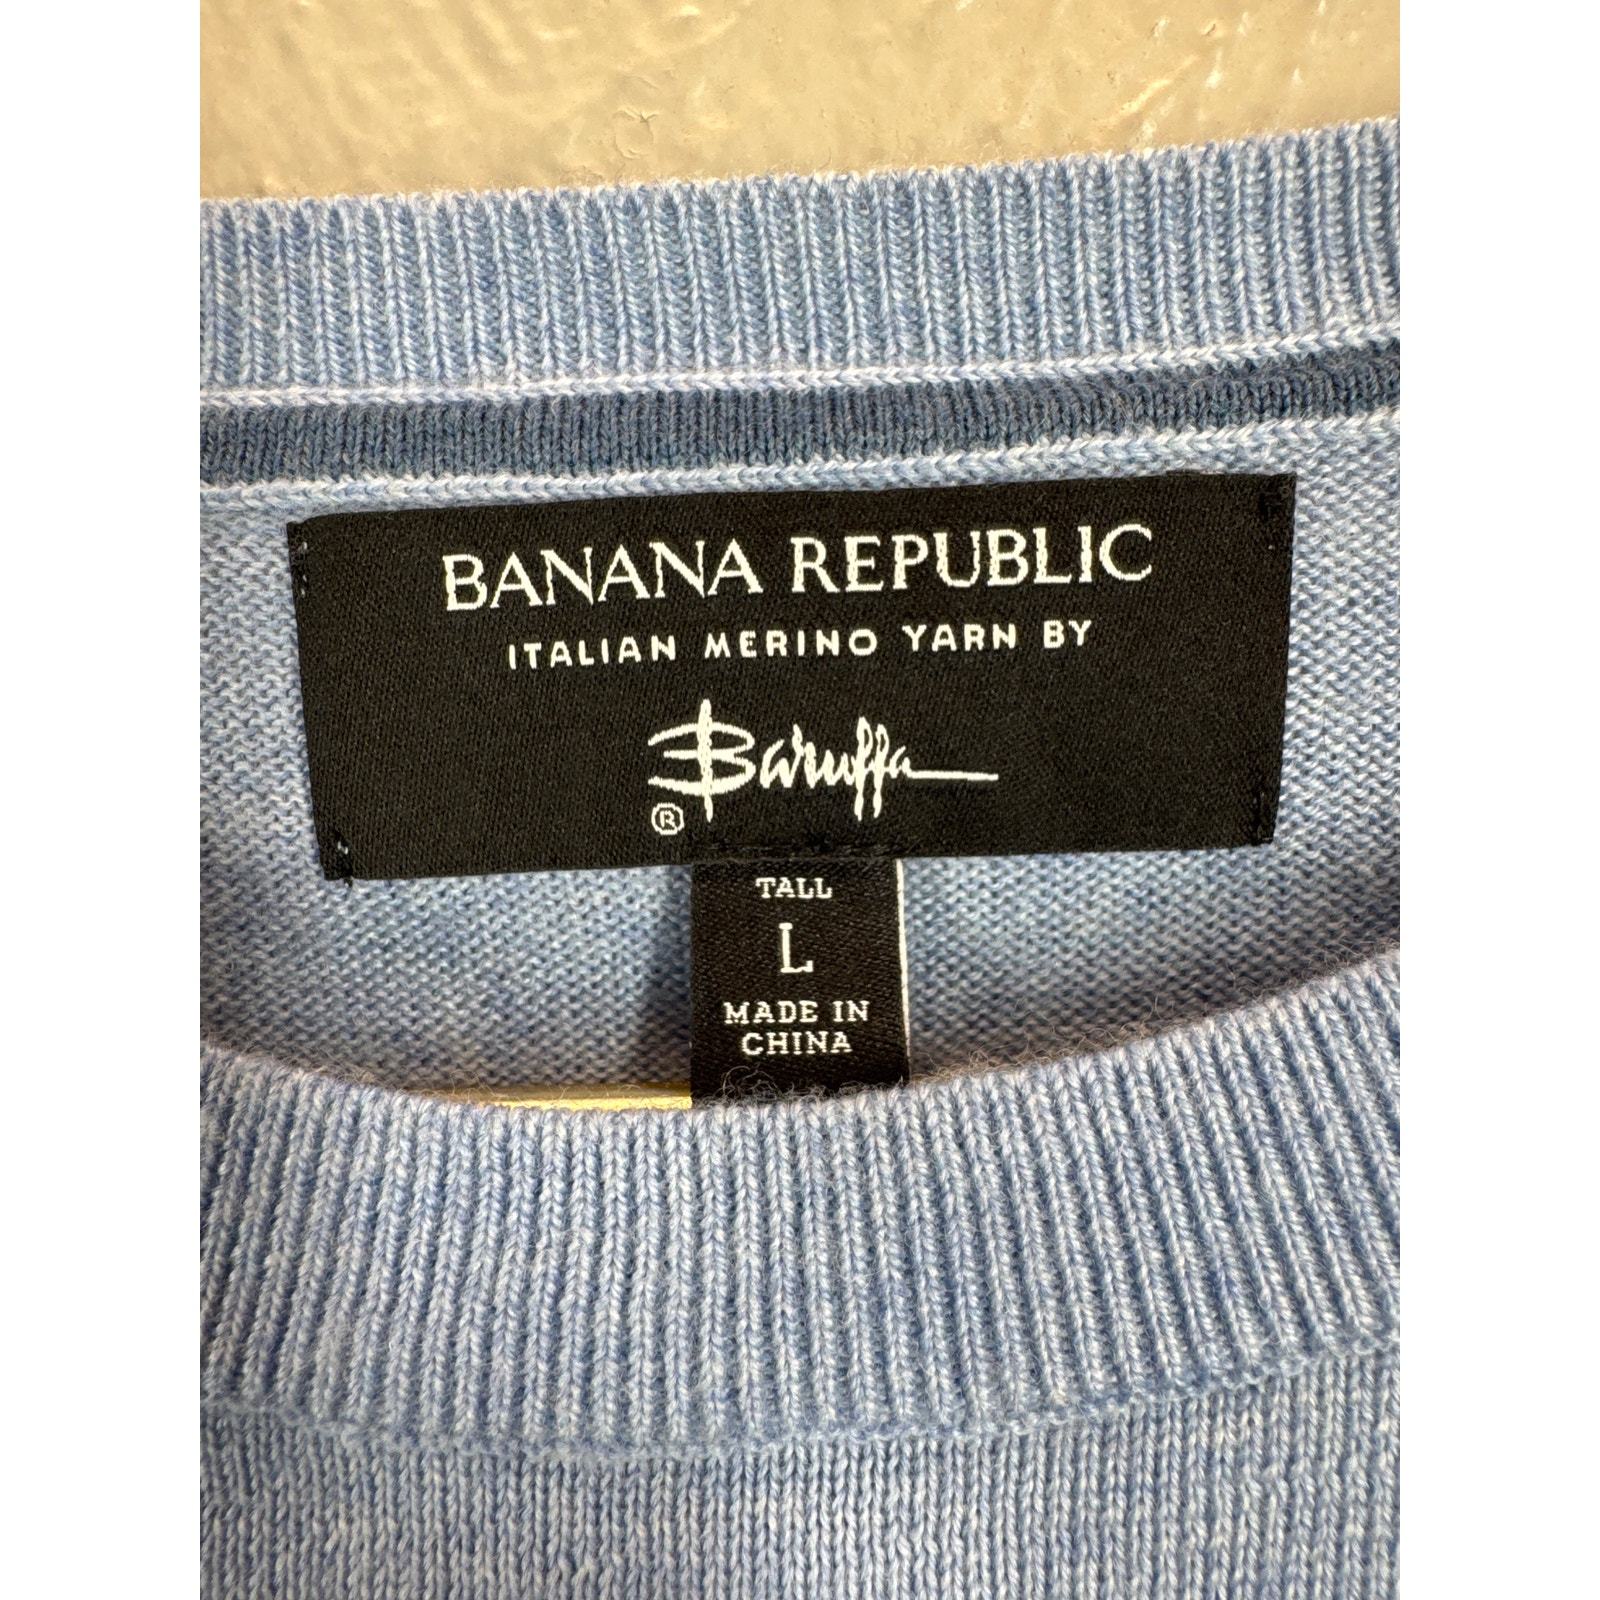 BANANA REPUBLIC
ITALIAN MERINO YARN BY
Baruffa
®
TALL
L
MADE IN
CHINA